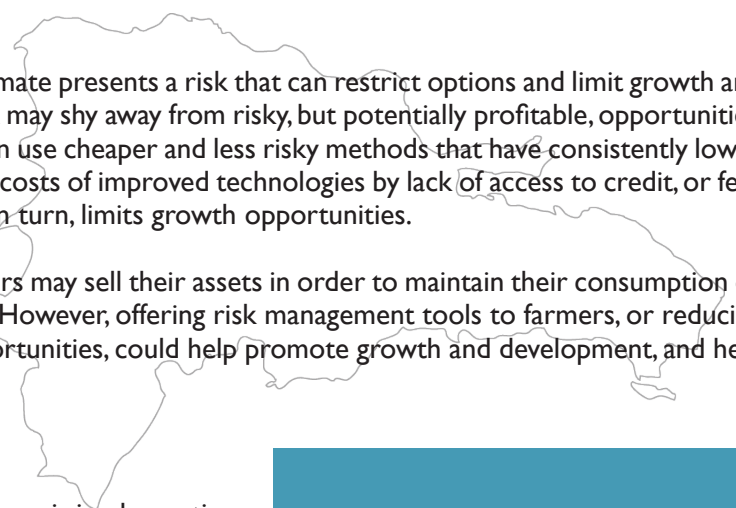 mate presents a risk that can restrict options and limit growth a
may shy away from risky, but potentially profitable, opportuniti
n use cheaper and less risky methods that have consistently low
costs of improved technologies by lack of access to credit, or fe
n turn, limits growth opportunities.
rs may sell their assets in order to maintain their consumption
However, offering risk management tools to farmers, or reduci
ortunities, could help promote growth and development, and he